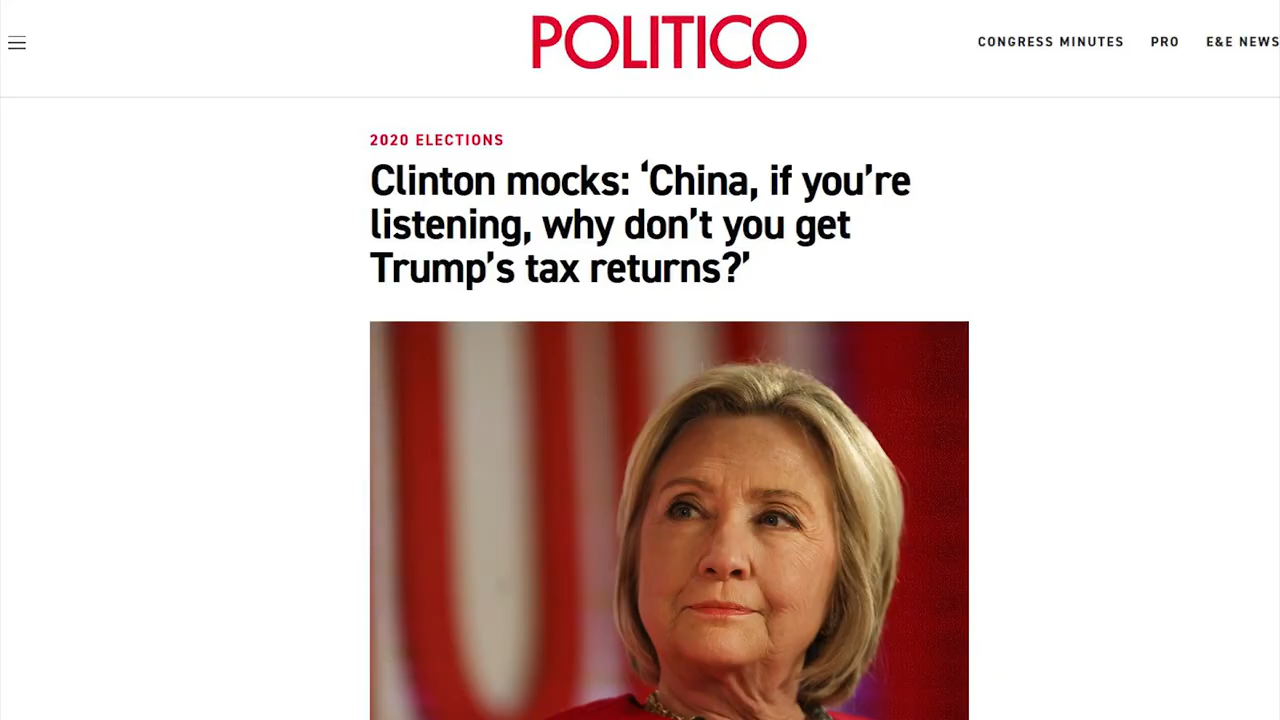 POLITICO
CONGRESS MINUTES PRO E&E NEWS
2020 ELECTIONS
Clinton mocks: ‘China, if you’re
listening, why don’t you get
Trump’s tax returns?’